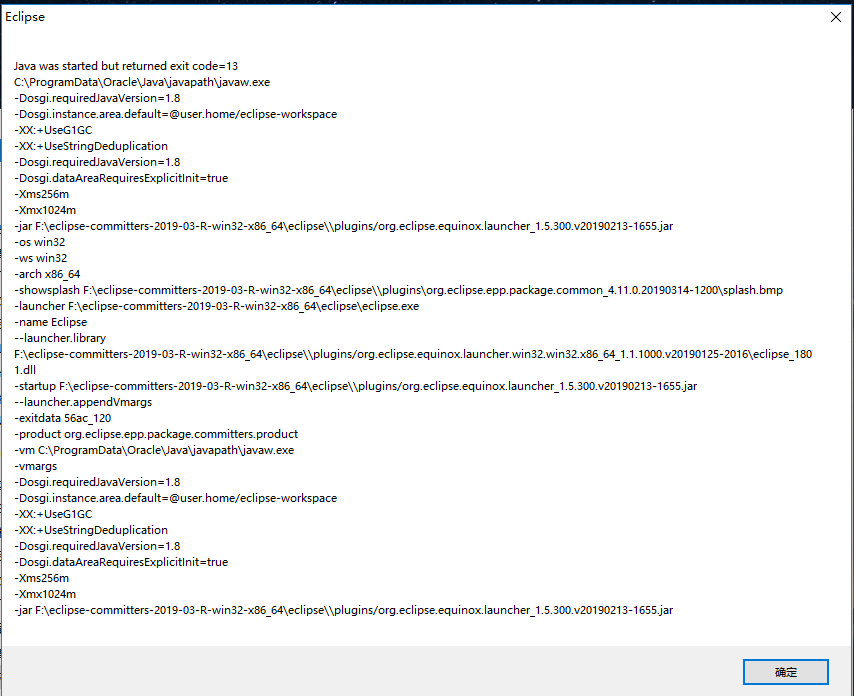 Eclipse
Java was started but returned exit code=13
C:\ProgramData\Oracle\Java\javapath\javaw.exe
-Dosgi.requiredJavaVersion=1.8
-Dosgi.instance.area.default=@user.home/eclipse-workspace
-XX:+UseG1GC
-XX:+UseStringDeduplication
-Dosgi.requiredJavaVersion=1.8
-Dosgi.dataAreaRequiresExplicitInit=true
-Xms256m
-Xmx1024m
-jar F:\eclipse-committers-2019-03-R-win32-x86_64\eclipse\\plugins/org.eclipse.equinox.launcher_1.5.300.v20190213-1655.jar
-os win32
-ws win32
-arch x86_64
-showsplash F:\eclipse-committers-2019-03-R-win32-x86_64\eclipse\\plugins\org.eclipse.epp.package.common_4.11.0.20190314-1200\splash.bmp
-launcher F:\eclipse-committers-2019-03-R-win32-x86_64\eclipse\eclipse.exe
-name Eclipse
--launcher.library
F:\eclipse-committers-2019-03-R-win32-x86_64\eclipse\\plugins/org.eclipse.equinox.launcher.win32.win32.x86_64_1.1.1000.v20190125-2016\eclipse_180
1.dll
-startup F:\eclipse-committers-2019-03-R-win32-x86_64\eclipse\\plugins/org.eclipse.equinox.launcher_1.5.300.v20190213-1655.jar
--launcher.appendVmargs
-exitdata 56ac_120
-product org.eclipse.epp.package.committers.product
-vm C:\ProgramData\Oracle\Java\javapath\javaw.exe
-vmargs
-Dosgi.requiredJavaVersion=1.8
-Dosgi.instance.area.default=@user.home/eclipse-workspace
-XX:+UseG1GC
-XX:+UseStringDeduplication
-Dosgi.requiredJavaVersion=1.8
-Dosgi.dataAreaRequiresExplicitInit=true
-Xms256m
-Xmx1024m
-jar F:\eclipse-committers-2019-03-R-win32-x86_64\eclipse\\plugins/org.eclipse.equinox.launcher_1.5.300.v20190213-1655.jar
确定